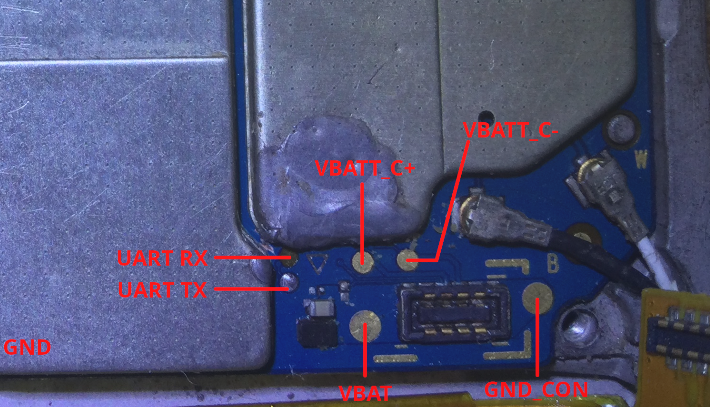 VBATT_C-
VBATT_C+
W
UART RX
B
UART TX
GND
VBAT
GND_CON